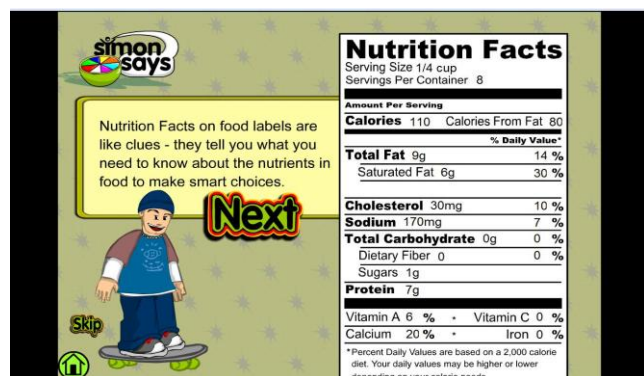 simon
says
Nutrition Facts on food labels are
like clues - they tell you what you
need to know about the nutrients in
food to make smart choices.
Next
Skip
Nutrition Facts
Serving Size 1/4 cup
Servings Per Container 8
Amount Per Serving
Calories 110 Calories From Fat 80
% Daily Value*
Total Fat 9g 14 %
Saturated Fat 6g 30 %
Cholesterol 30mg 10 %
Sodium 170mg 7 %
Total Carbohydrate 0g 0 %
Dietary Fiber 0 0 %
Sugars 1g
Protein 7g
Vitamin A 6 % • Vitamin C 0 %
Calcium 20 % • Iron 0 %
*Percent Daily Values are based on a 2,000 calorie
diet. Your daily values may be higher or lower
depending on your calorie needs